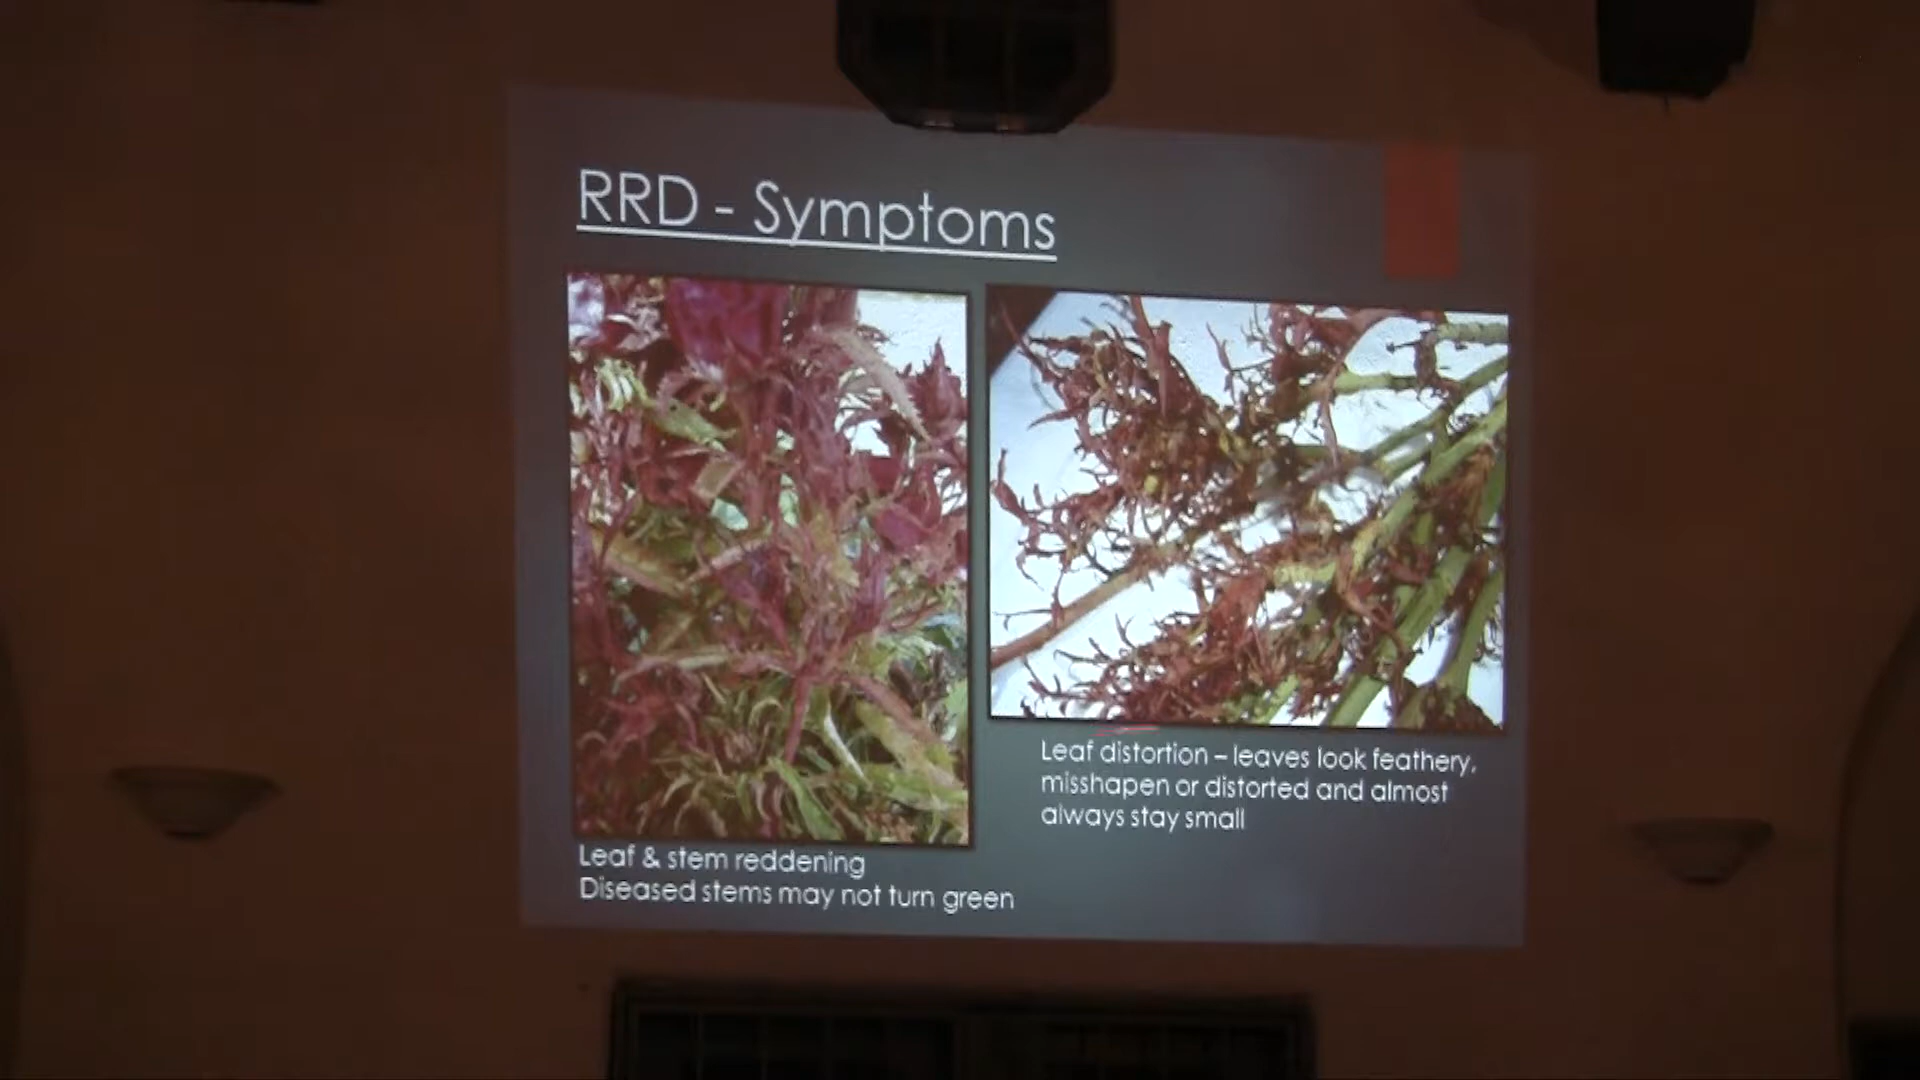 RRD - Symptoms
Leaf & stem reddening
Diseased stems may not turn green
Leaf distortion – leaves look feathery,
misshapen or distorted and almost
always stay small